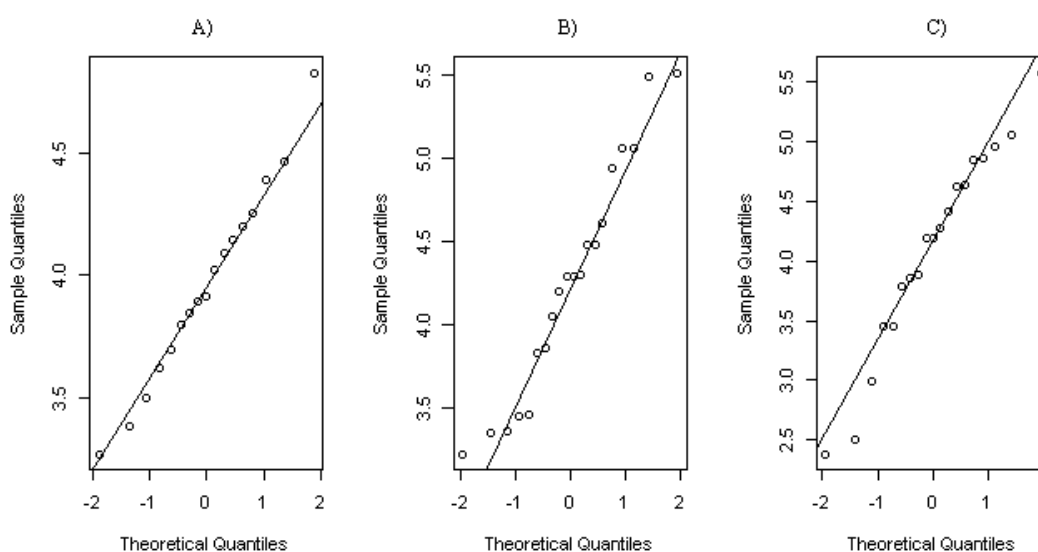 A)
Sample Quantiles
4.5
4.0
3.5
-2 -1 0 1 2
Theoretical Quantiles
B)
Sample Quantiles
5.5
5.0
4.5
4.0
3.5
-2 -1 0 1 2
Theoretical Quantiles
C)
Sample Quantiles
5.5
5.0
4.5
4.0
3.5
3.0
2.5
-2 -1 0 1
Theoretical Quantiles